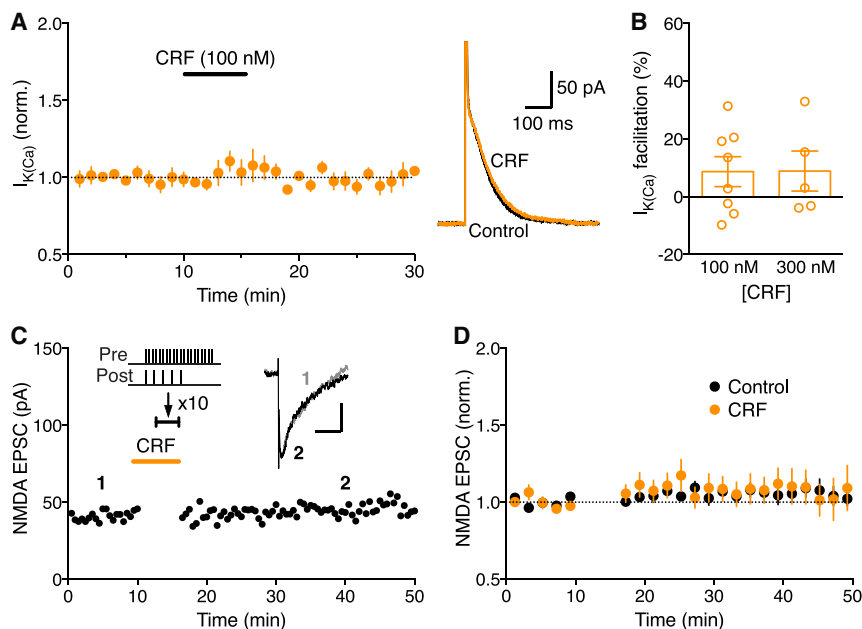 A
2.0
1.5
1.0
0.5
I K(Ca) (norm.)
CRF (100 nM)
0 10 20 30
Time (min)
50 pA
100 ms
CRF
Control
B
60
40
20
0
-20
I K(Ca) facilitation (%)
100 nM 300 nM
[CRF]
C
150
100
50
0
NMDA EPSC (pA)
Pre
Post
x10
CRF
1
2
1
2
0 10 20 30 40 50
Time (min)
D
2.0
1.5
1.0
0.5
NMDA EPSC (norm.)
Control
CRF
0 10 20 30 40 50
Time (min)